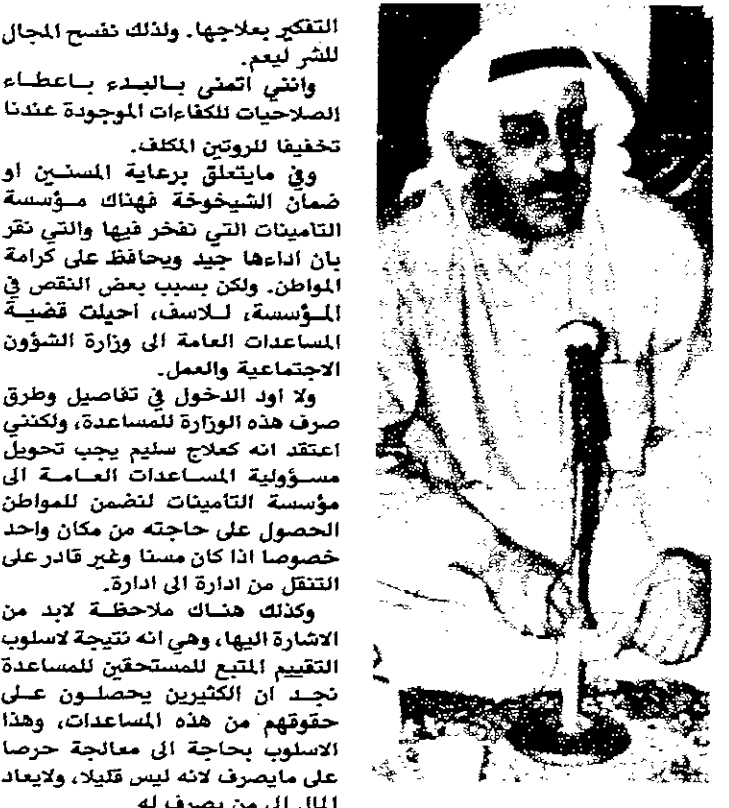 التفكير بعلاجها. ولذلك نفسح المجال
للشر ليعم.
وانني اتمنى بالبدء باعطاء
الصلاحيات للكفاءات الموجودة عندنا
تخفيفا للروتين المكلف.
وفي مايتعلق برعاية المسنين او
ضمان الشيخوخة فهناك مؤسسة
التامينات التي نفخر فيها والتي نقر
بان اداءها جيد ويحافظ على كرامة
المواطن. ولكن بسبب بعض النقص في
المؤسسة، للاسف، احيلت قضية
المساعدات العامة الى وزارة الشؤون
الاجتماعية والعمل.
ولا اود الدخول في تفاصيل وطرق
صرف هذه الوزارة للمساعدة، ولكنني
اعتقد انه كعلاج سليم يجب تحويل
مسؤولية المساعدات العامة الى
مؤسسة التأمينات لنضمن للمواطن
الحصول على حاجته من مكان واحد
خصوصا اذا كان مسنا وغير قادر على
التنقل من ادارة الى ادارة.
وكذلك هناك ملاحظة لابد من
الاشارة اليها، وهي انه نتيجة لاسلوب
التقييم المتبع للمستحقين للمساعدة
نجد ان الكثيرين يحصلون على
حقوقهم من هذه المساعدات، وهذا
الاسلوب بحاجة الى معالجة حرصا
على مايصرف لانه ليس قليلا، ولايعاد
المال الى من يصرف له